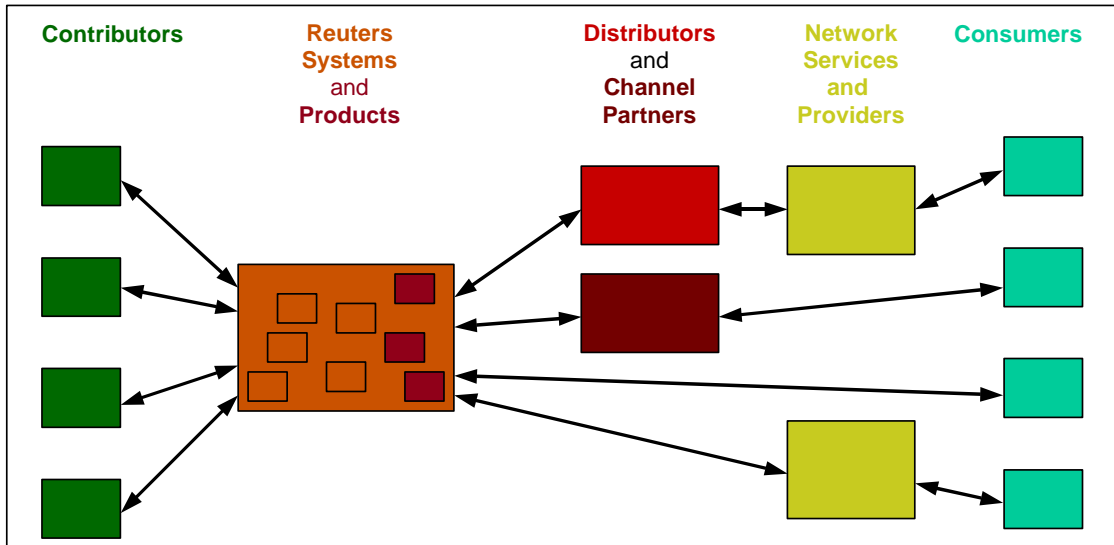 Contributors
Reuters
Systems
and
Products
Distributors
and
Channel
Partners
Network
Services
and
Providers
Consumers